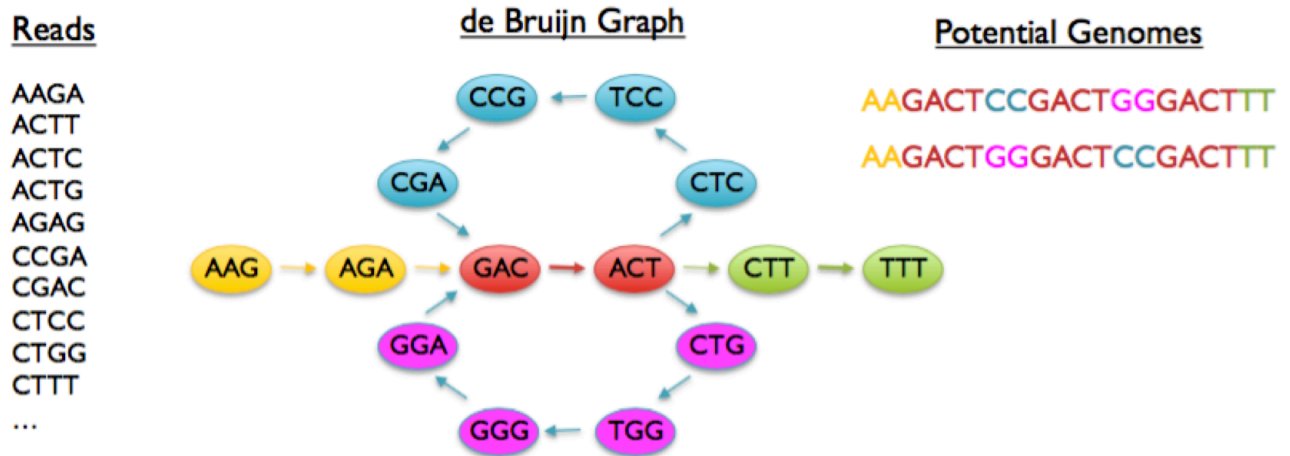 Reads
AAGA
ACTT
ACTC
ACTG
AGAG
CCGA
CGAC
CTCC
CTGG
CTTT
...
de Bruijn Graph
CCG TCC
CGA CTC
AAG AGA GAC ACT CTT TTT
GGA CTG
GGG TGG
Potential Genomes
AAGACTCCGACTGGGACTTT
AAGACTGGGACTCCGACTTT